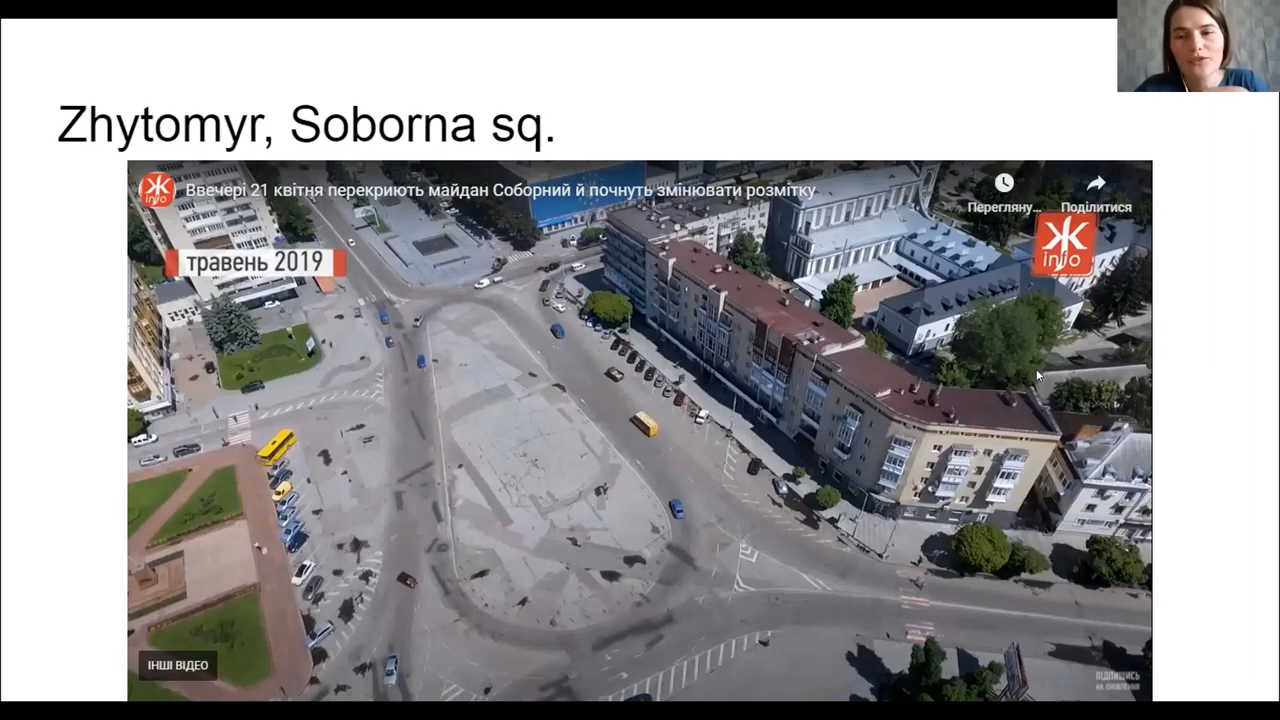 Zhytomyr, Soborna sq.
Ж
info
Ввечері 21 квітня перекриють майдан Соборний й почнуть змінювати розмітку
Перегляну...
Поділитися
травень 2019
Ж
info
ІНШІ ВІДЕО
ПІДПИШИСЬ
НА ОНОВЛЕННЯ